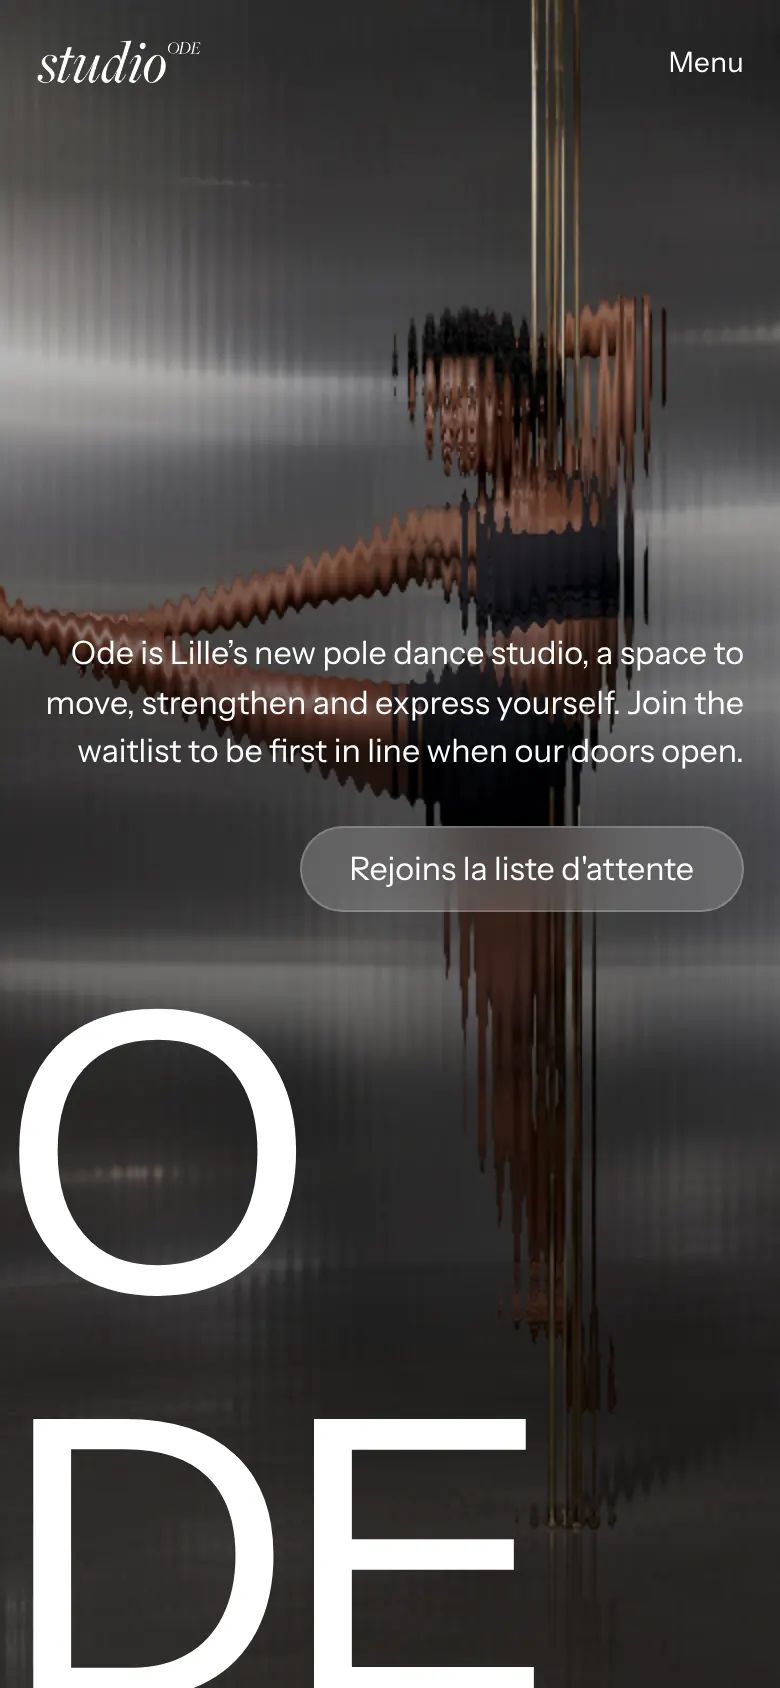 studio ODE
Menu
Ode is Lille’s new pole dance studio, a space to
move, strengthen and express yourself. Join the
waitlist to be first in line when our doors open.
Rejoins la liste d'attente
O
DE